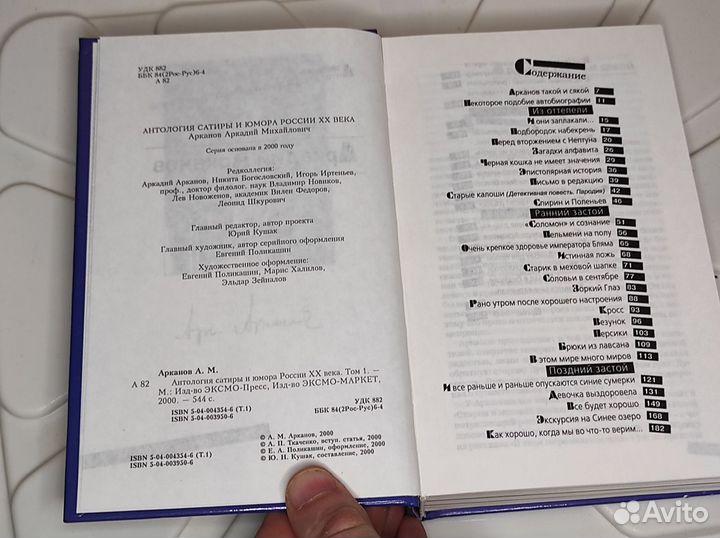 УДК 882
ББК 84(2Рос-Рус)6-4
А 82
АНТОЛОГИЯ САТИРЫ И ЮМОРА РОССИИ XX ВЕКА
Арканов Аркадий Михайлович
Серия основана в 2000 году
Редколлегия:
Аркадий Арканов, Никита Богословский, Игорь Иртеньев,
проф., доктор филолог. наук Владимир Новиков,
Лев Новоженов, академик Вилен Федоров,
Леонид Шкурович
Главный редактор, автор проекта
Юрий Кушак
Главный художник, автор серийного оформления
Евгений Поликашин
Художественное оформление:
Евгений Поликашин, Марис Халилов,
Эльдар Зейналов
Арканов А. М.
А 82 Антология сатиры и юмора России XX века. Том 1. —
М.: Изд-во ЭКСМО-Пресс, Изд-во ЭКСМО-МАРКЕТ,
2000. — 544 с.
ISBN 5-04-004354-6 (Т.1)
ISBN 5-04-003950-6
УДК 882
ББК 84(2Рос-Рус)6-4
© А. М. Арканов, 2000
© А. П. Ткаченко, вступ. статья, 2000
© Е. А. Поликашин, оформление, 2000
© Ю. Н. Кушак, составление, 2000
ISBN 5-04-004354-6 (Т.1)
ISBN 5-04-003950-6
Содержание
Арканов такой и сякой 7
Некоторое подобие автобиографии 11
Из оттепели
И они заплакали... 15
Подбородок набекрень 17
Перед вторжением с Нептуна 20
Загадки алфавита 26
Черная кошка не имеет значения 29
Эпистолярная история 36
Письмо в редакцию 39
Старые калоши (Детективная повесть. Пародия) 42
Спирин и Поленьев 46
Ранний застой
«Соломон» и сознание 51
Пельмени на полу 56
Очень крепкое здоровье императора Бляма 65
Истинная ложь 68
Старик в меховой шапке 71
Соловьи в сентябре 77
Зоркий Глаз 83
Рано утром после хорошего настроения 88
Кросс 93
Везунок 96
Персики 103
Брюки из лавсана 109
В этом мире много миров 113
Поздний застой
И все раньше и раньше опускаются синие сумерки 121
Девочка выздоровела 131
Все будет хорошо 149
Экскурсия на Синее озеро 168
Как хорошо, когда мы во что-то верим... 182
Avito